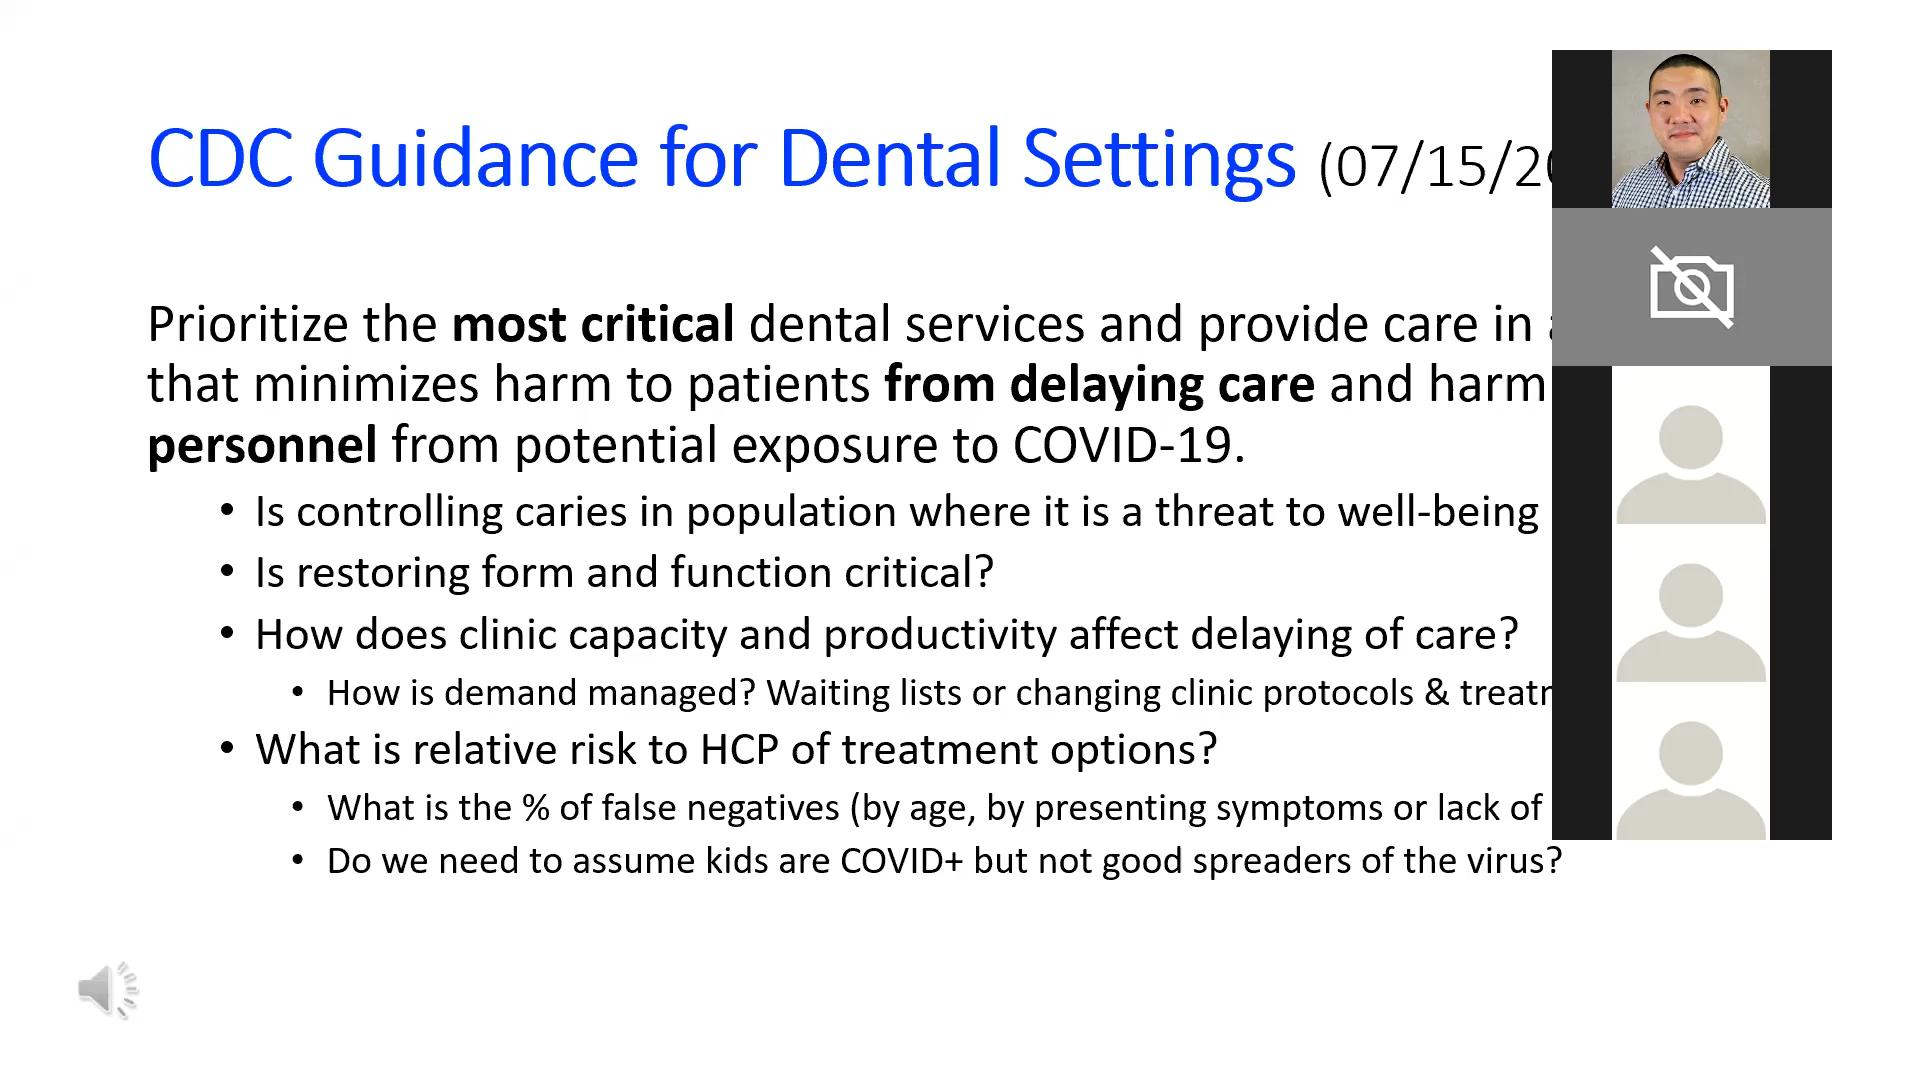 CDC Guidance for Dental Settings (07/15/20
Prioritize the most critical dental services and provide care in a
that minimizes harm to patients from delaying care and harm
personnel from potential exposure to COVID-19.
• Is controlling caries in population where it is a threat to well-being
• Is restoring form and function critical?
• How does clinic capacity and productivity affect delaying of care?
• How is demand managed? Waiting lists or changing clinic protocols &
• What is relative risk to HCP of treatment options?
• What is the % of false negatives (by age, by presenting symptoms or lack of
• Do we need to assume kids are COVID+ but not good spreaders of the virus?